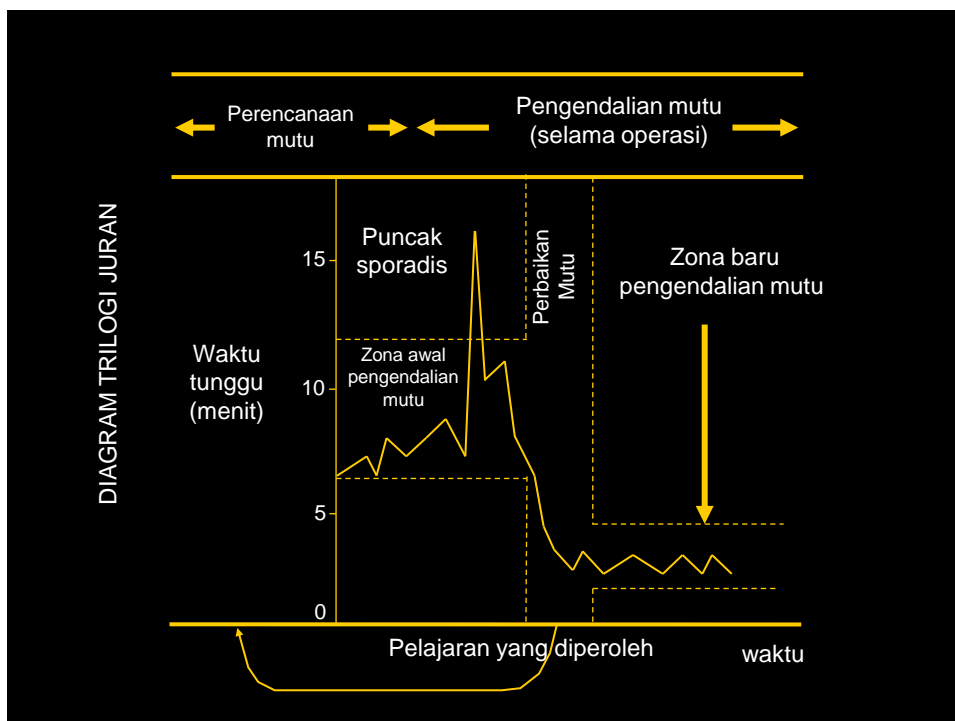 DIAGRAM TRILOGI JURAN
Perencanaan
mutu
Pengendalian mutu
(selama operasi)
Waktu
tunggu
(menit)
15
10
5
0
Puncak
sporadis
Zona awal
pengendalian
mutu
Perbaikan
Mutu
Zona baru
pengendalian mutu
Pelajaran yang diperoleh
waktu